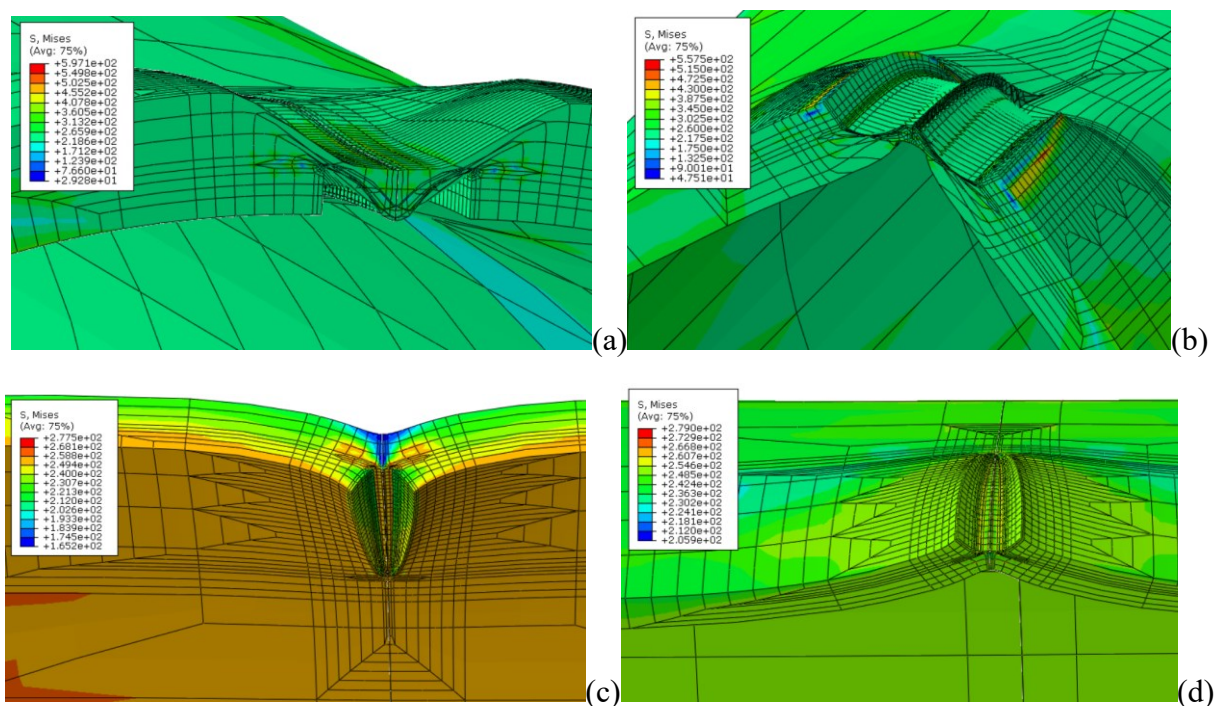 S, Mises
(Avg: 75%)
+5.971e+02
+5.498e+02
+5.025e+02
+4.552e+02
+4.078e+02
+3.605e+02
+3.132e+02
+2.659e+02
+2.186e+02
+1.712e+02
+1.239e+02
+7.660e+01
+2.928e+01
(a)
S, Mises
(Avg: 75%)
+5.575e+02
+5.150e+02
+4.725e+02
+4.300e+02
+3.875e+02
+3.450e+02
+3.025e+02
+2.600e+02
+2.175e+02
+1.750e+02
+1.325e+02
+9.001e+01
+4.751e+01
(b)
S, Mises
(Avg: 75%)
+2.775e+02
+2.681e+02
+2.588e+02
+2.494e+02
+2.400e+02
+2.307e+02
+2.213e+02
+2.120e+02
+2.026e+02
+1.933e+02
+1.839e+02
+1.745e+02
+1.652e+02
(c)
S, Mises
(Avg: 75%)
+2.790e+02
+2.729e+02
+2.668e+02
+2.607e+02
+2.546e+02
+2.485e+02
+2.424e+02
+2.363e+02
+2.302e+02
+2.241e+02
+2.181e+02
+2.120e+02
+2.059e+02
(d)